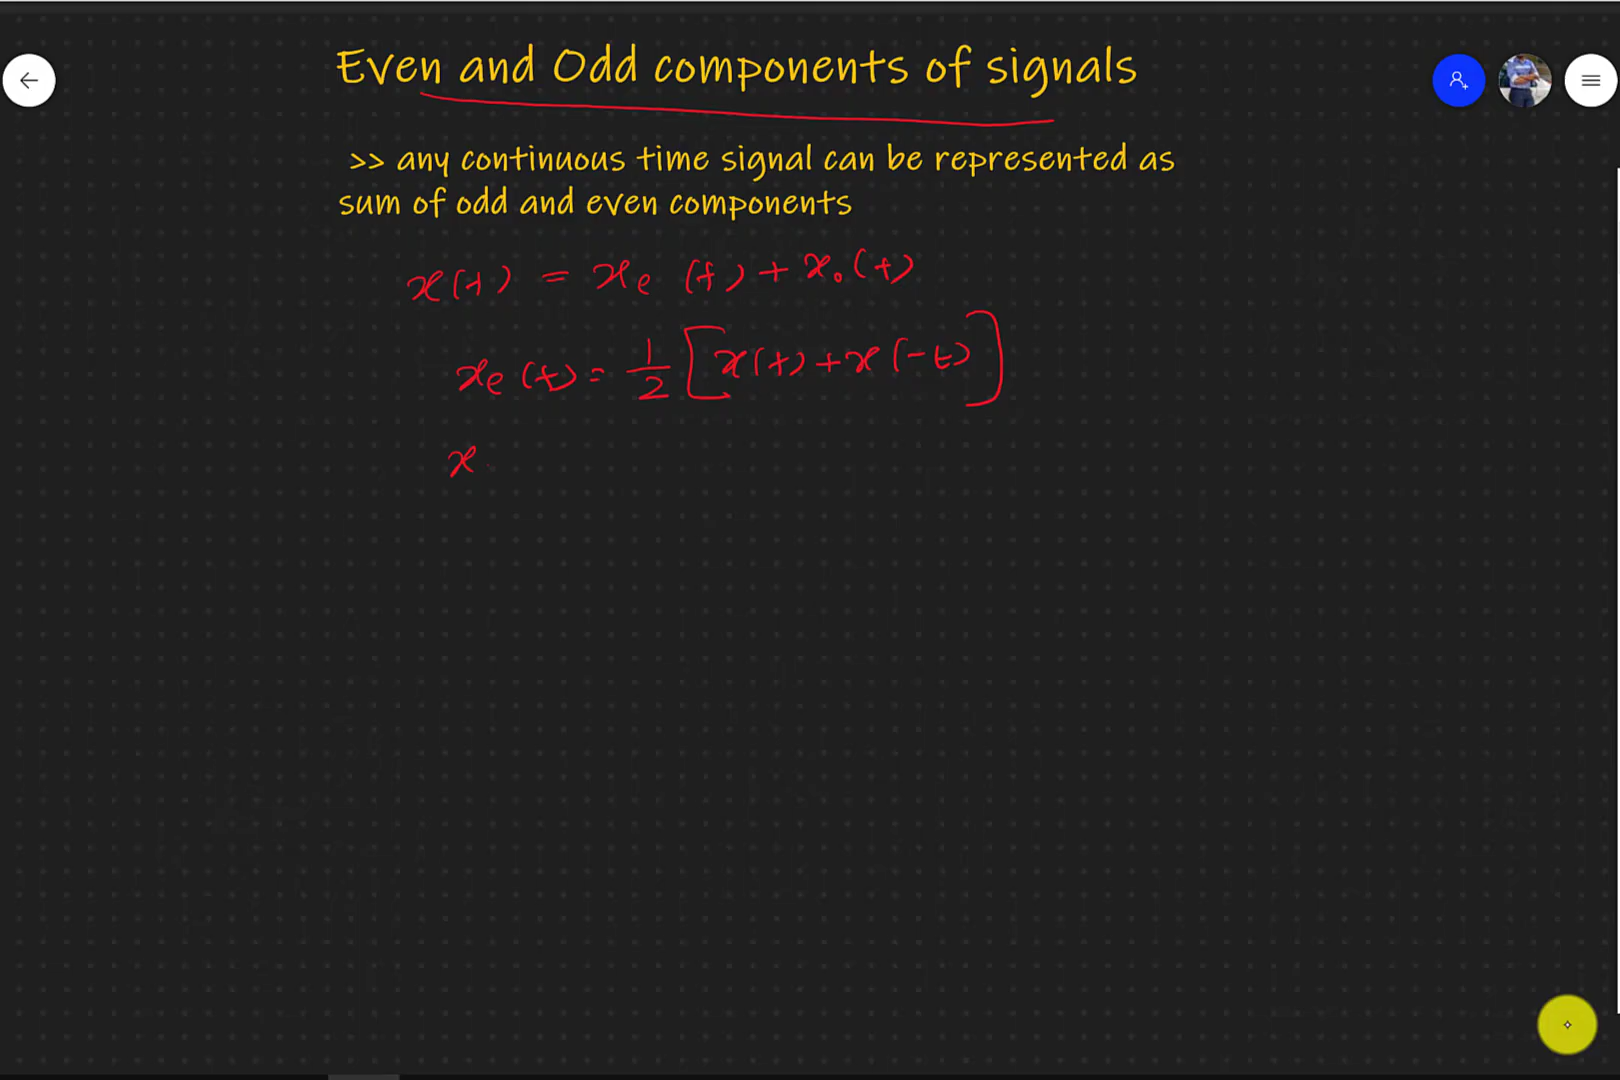 Even and Odd components of signals
>> any continuous time signal can be represented as
sum of odd and even components
x(t) = xₑ(t) + xₒ(t)
xₑ(t) = 1/2 [x(t) + x(-t)]
x